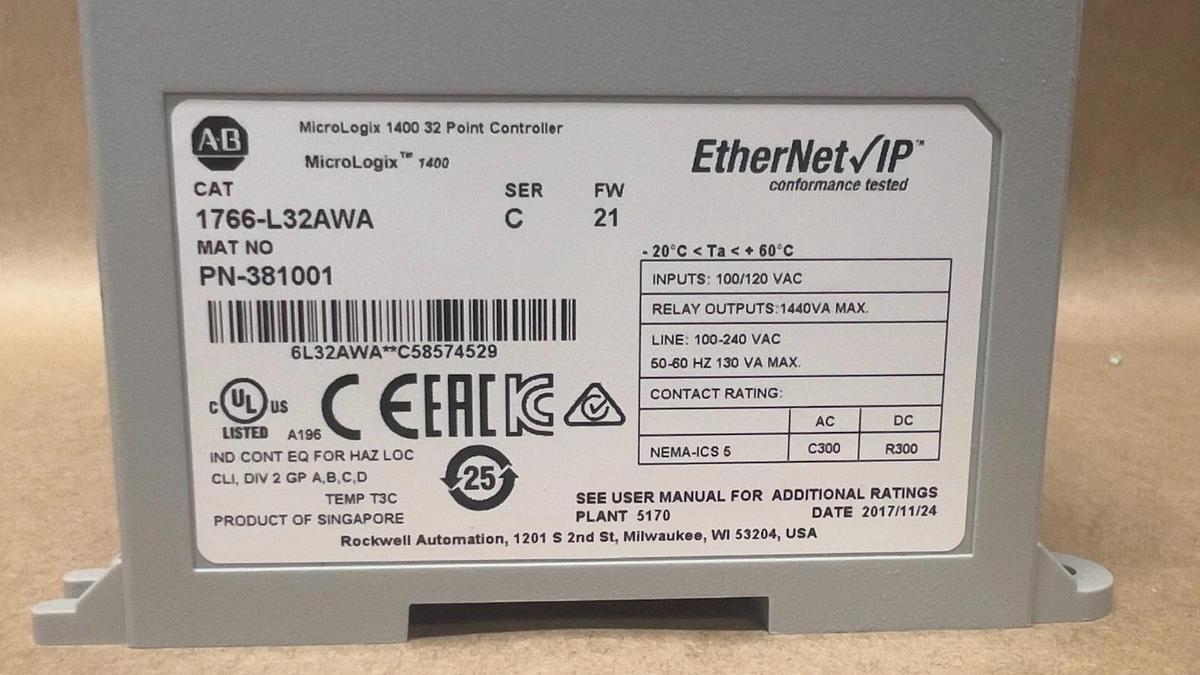 A-B
MicroLogix 1400 32 Point Controller
MicroLogix™ 1400
EtherNet/IP™
conformance tested
CAT SER FW
1766-L32AWA C 21
MAT NO
PN-381001
6L32AWA**C58574529
- 20°C < Ta < + 60°C
INPUTS: 100/120 VAC
RELAY OUTPUTS:1440VA MAX.
LINE: 100-240 VAC
50-60 HZ 130 VA MAX.
CONTACT RATING:
AC DC
NEMA-ICS 5 C300 R300
C UL US
LISTED A196
CE EAC KC
IND CONT EQ FOR HAZ LOC
CLI, DIV 2 GP A,B,C,D
TEMP T3C
PRODUCT OF SINGAPORE
25
SEE USER MANUAL FOR ADDITIONAL RATINGS
PLANT 5170 DATE 2017/11/24
Rockwell Automation, 1201 S 2nd St, Milwaukee, WI 53204, USA